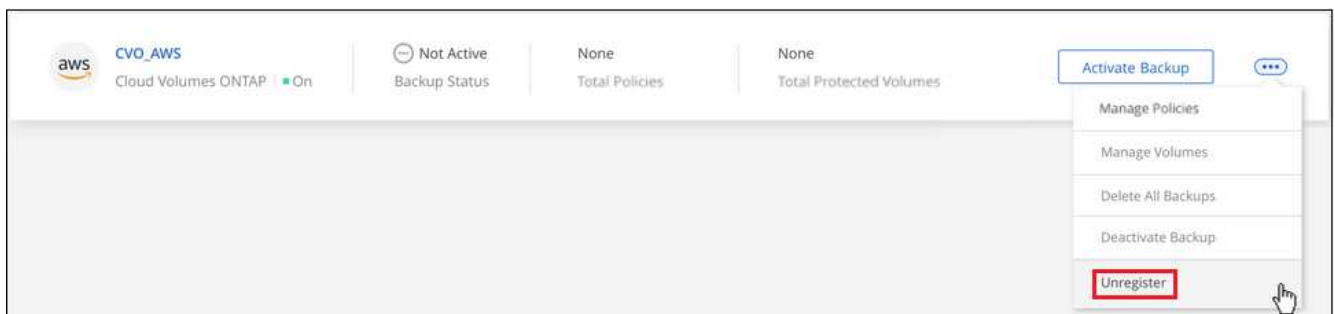 aws
CVO_AWS
Cloud Volumes ONTAP
On
Not Active
Backup Status
None
Total Policies
None
Total Protected Volumes
Activate Backup
Manage Policies
Manage Volumes
Delete All Backups
Deactivate Backup
Unregister